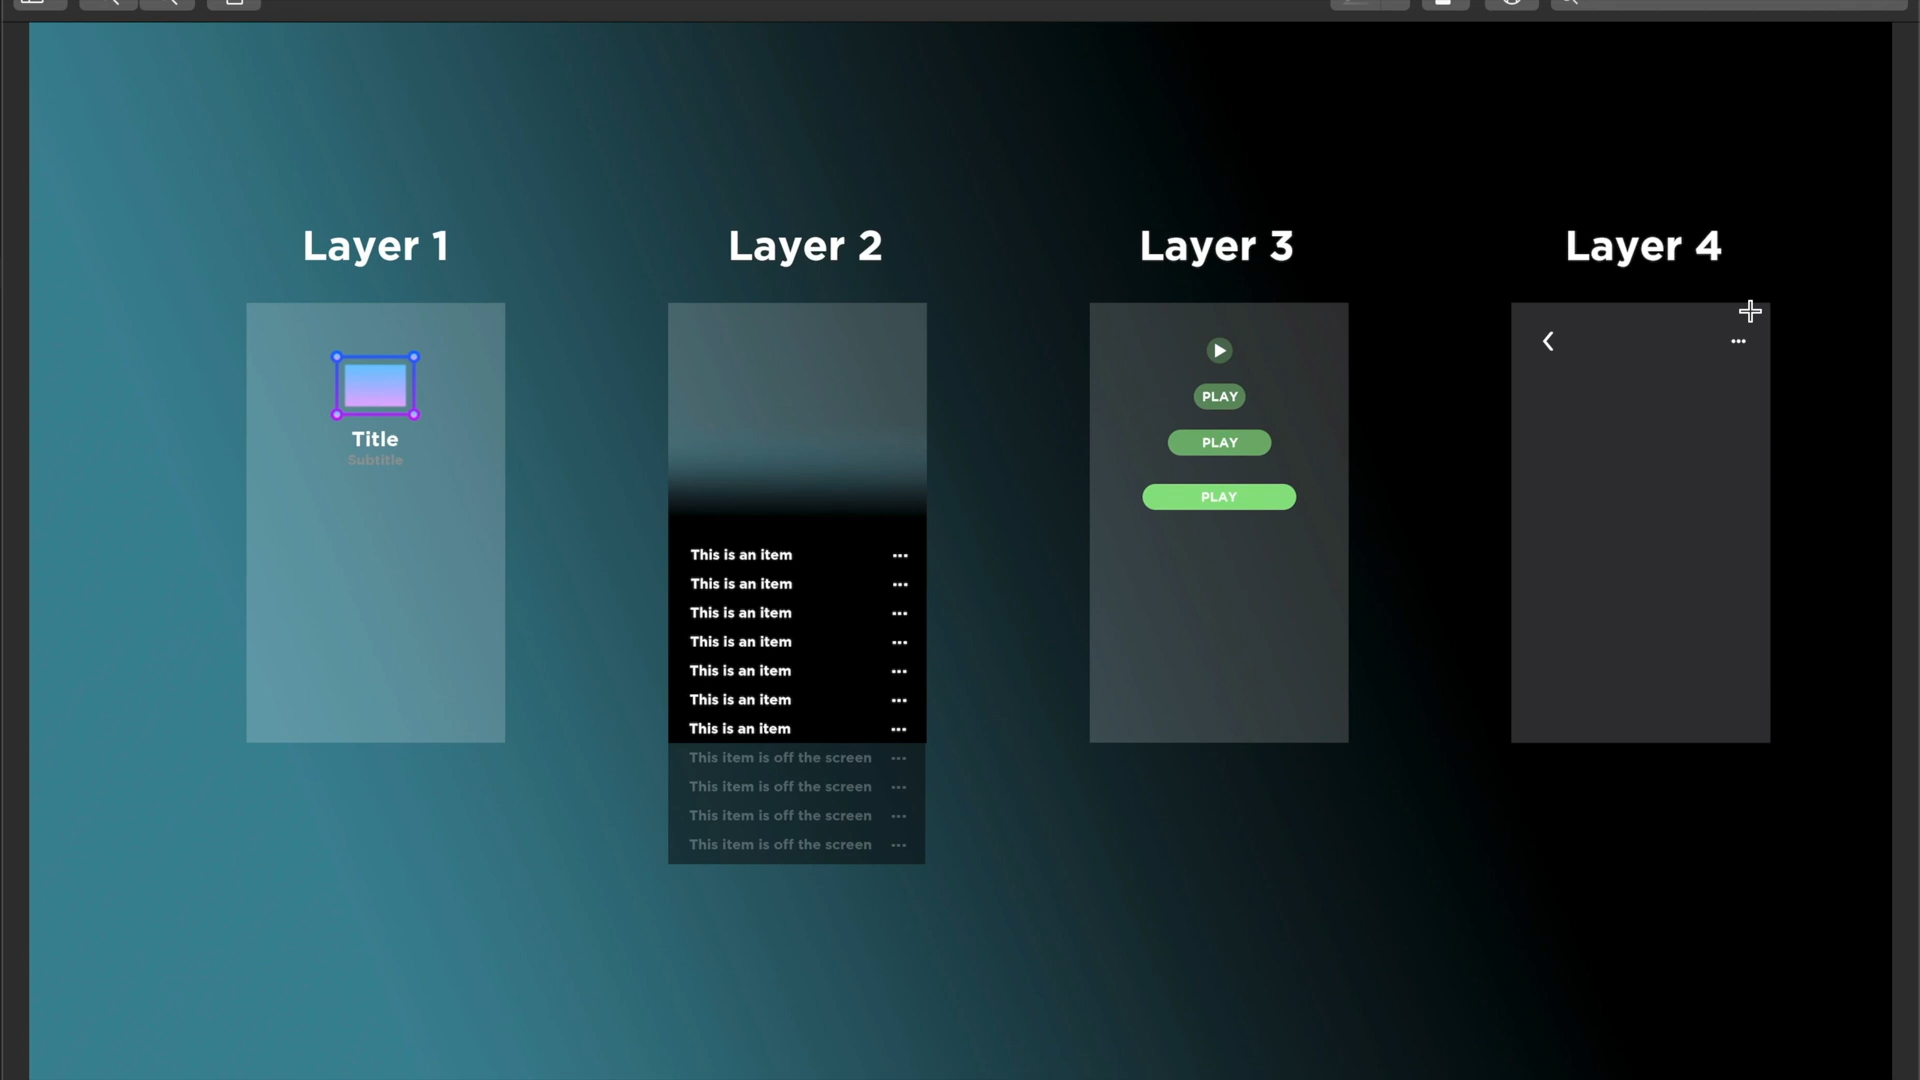 Layer 1
Layer 2
Layer 3
Layer 4
Title
Subtitle
This is an item ...
This is an item ...
This is an item ...
This is an item ...
This is an item ...
This is an item ...
This is an item ...
This item is off the screen ...
This item is off the screen ...
This item is off the screen ...
This item is off the screen ...
PLAY
PLAY
PLAY
...